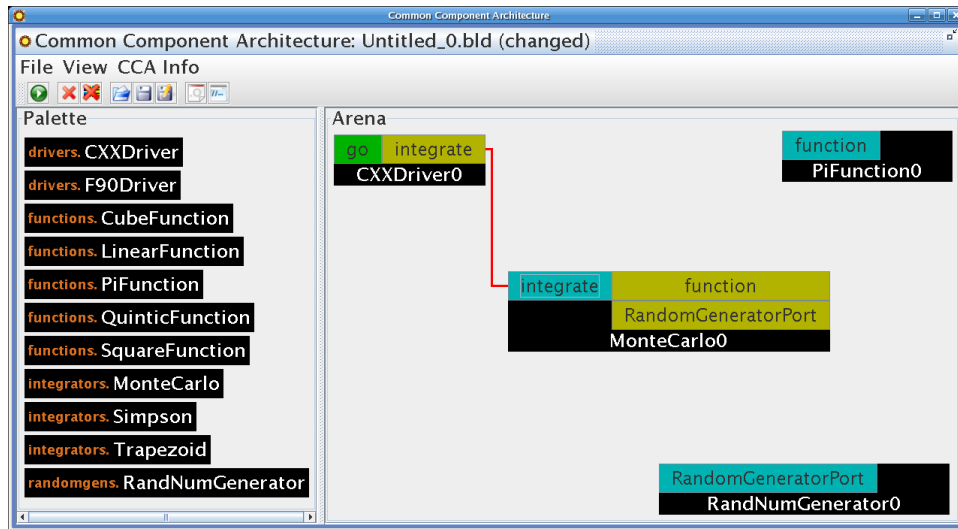 Common Component Architecture
Common Component Architecture: Untitled_0.bld (changed)
File View CCA Info
Palette
drivers. CXXDriver
drivers. F90Driver
functions. CubeFunction
functions. LinearFunction
functions. PiFunction
functions. QuinticFunction
functions. SquareFunction
integrators. MonteCarlo
integrators. Simpson
integrators. Trapezoid
randomgens. RandNumGenerator
Arena
go integrate
CXXDriver0
function
PiFunction0
integrate function
RandomGeneratorPort
MonteCarlo0
RandomGeneratorPort
RandNumGenerator0